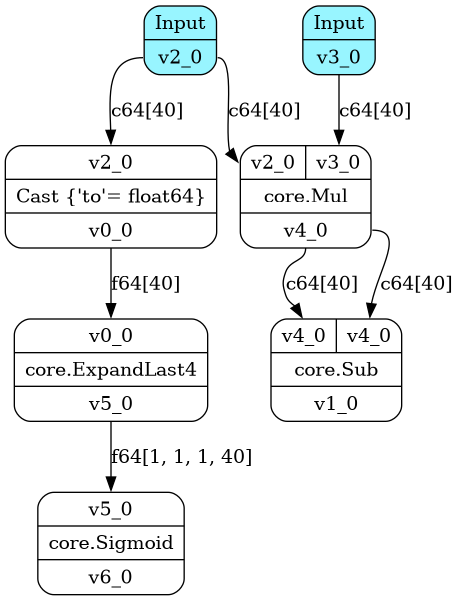 Input
v2_0
Input
v3_0
c64[40]
c64[40]
c64[40]
v2_0
Cast {'to'= float64}
v0_0
v2_0
v3_0
core.Mul
v4_0
f64[40]
c64[40]
c64[40]
v0_0
core.ExpandLast4
v5_0
v4_0
v4_0
core.Sub
v1_0
f64[1, 1, 1, 40]
v5_0
core.Sigmoid
v6_0